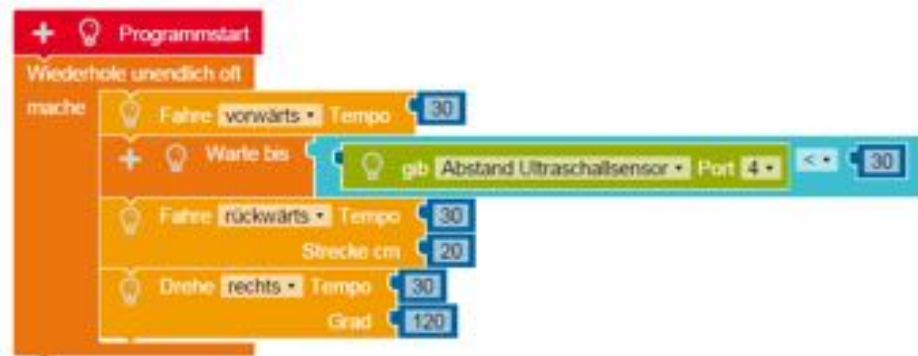 + Programmstart
Wiederhole unendlich oft
mache Fahre vorwärts Tempo 30
+ Warte bis gib Abstand Ultraschallsensor Port 4 < 30
Fahre rückwärts Tempo 30
Strecke cm 20
Drehe rechts Tempo 30
Grad 120